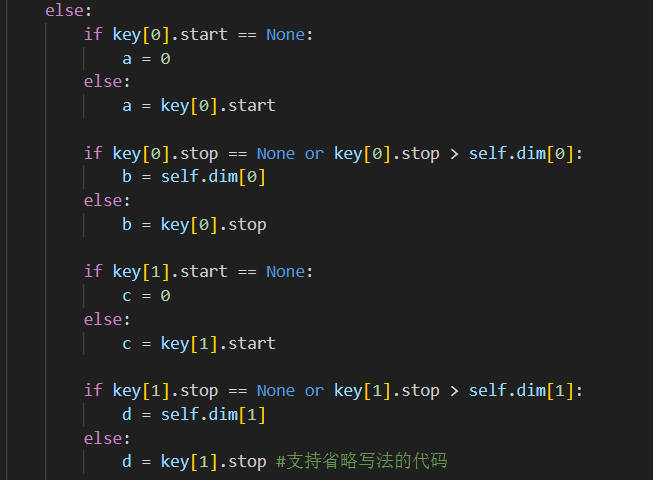 else:
if key[0].start == None:
a = 0
else:
a = key[0].start
if key[0].stop == None or key[0].stop > self.dim[0]:
b = self.dim[0]
else:
b = key[0].stop
if key[1].start == None:
c = 0
else:
c = key[1].start
if key[1].stop == None or key[1].stop > self.dim[1]:
d = self.dim[1]
else:
d = key[1].stop #支持省略写法的代码